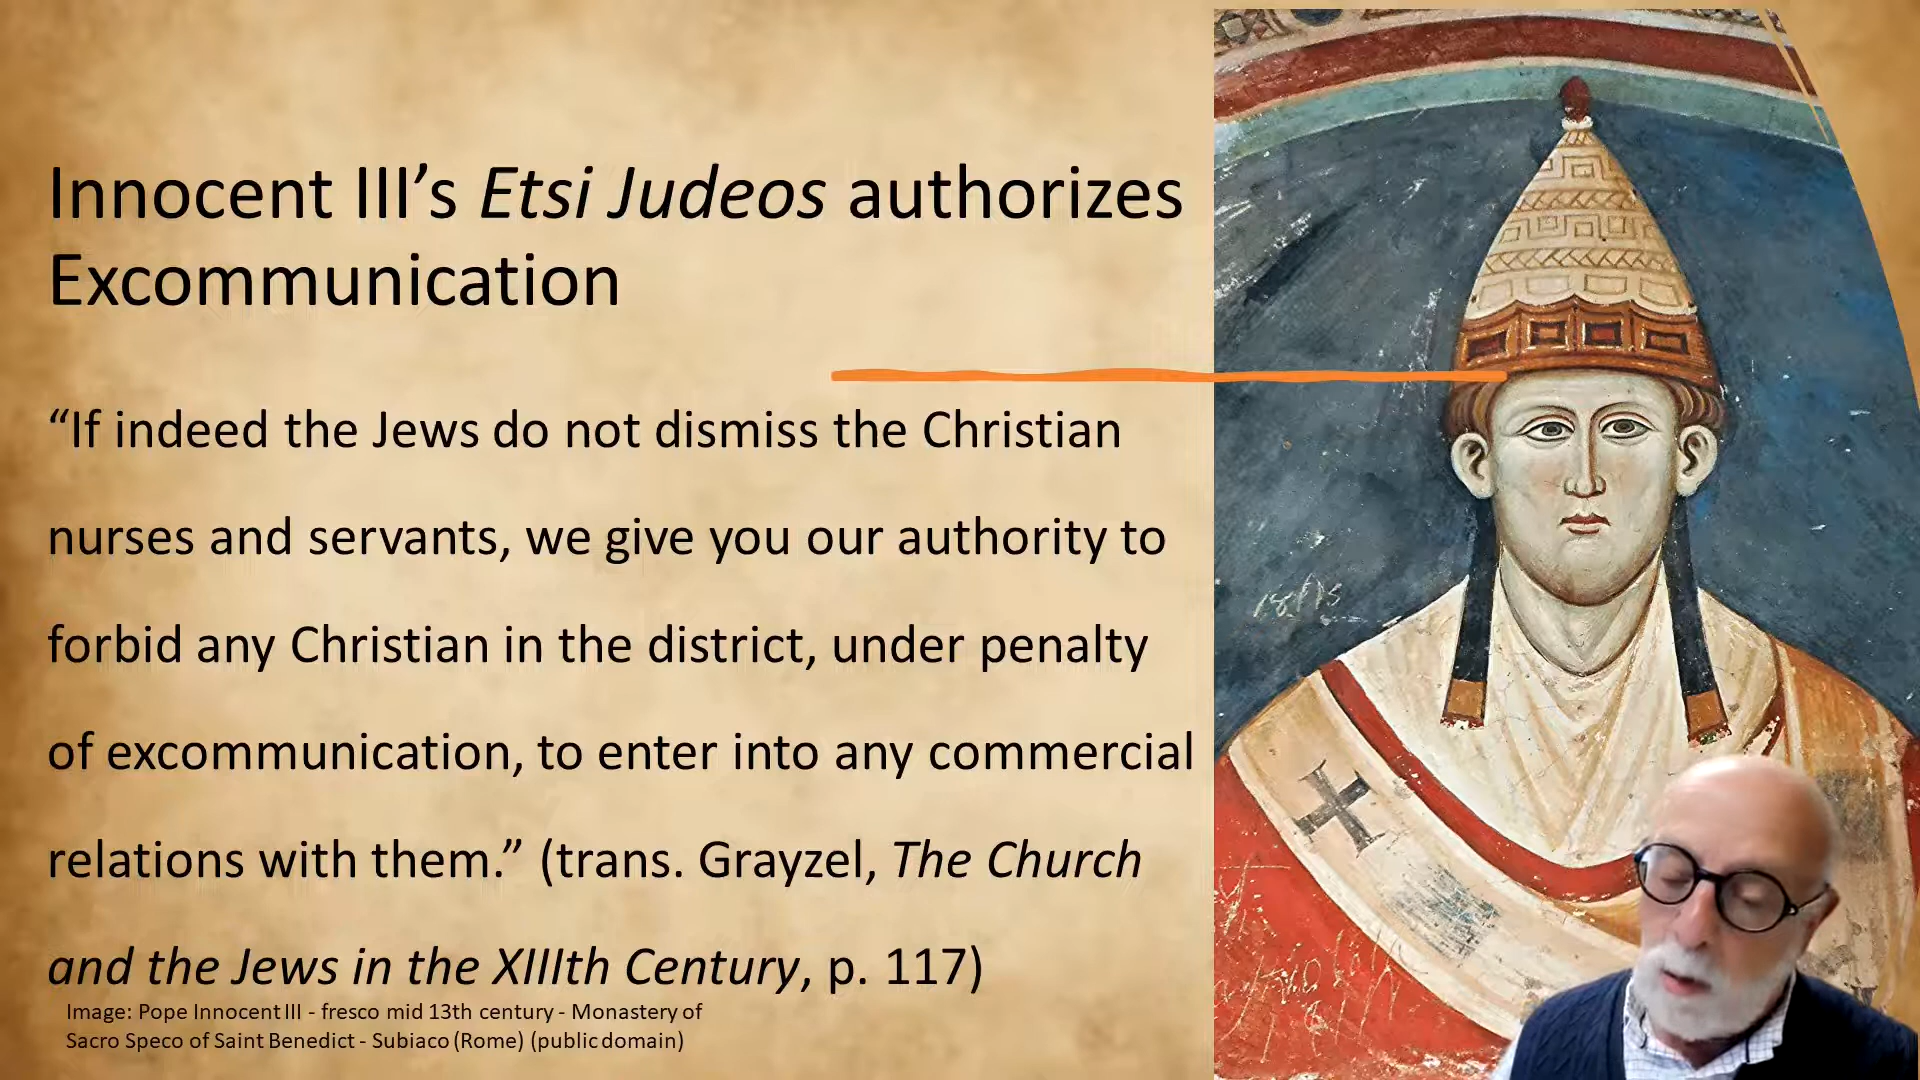 Innocent III’s Etsi Judeos authorizes
Excommunication
“If indeed the Jews do not dismiss the Christian
nurses and servants, we give you our authority to
forbid any Christian in the district, under penalty
of excommunication, to enter into any commercial
relations with them.” (trans. Grayzel, The Church
and the Jews in the XIIIth Century, p. 117)
Image: Pope Innocent III - fresco mid 13th century - Monastery of
Sacro Speco of Saint Benedict - Subiaco (Rome) (public domain)